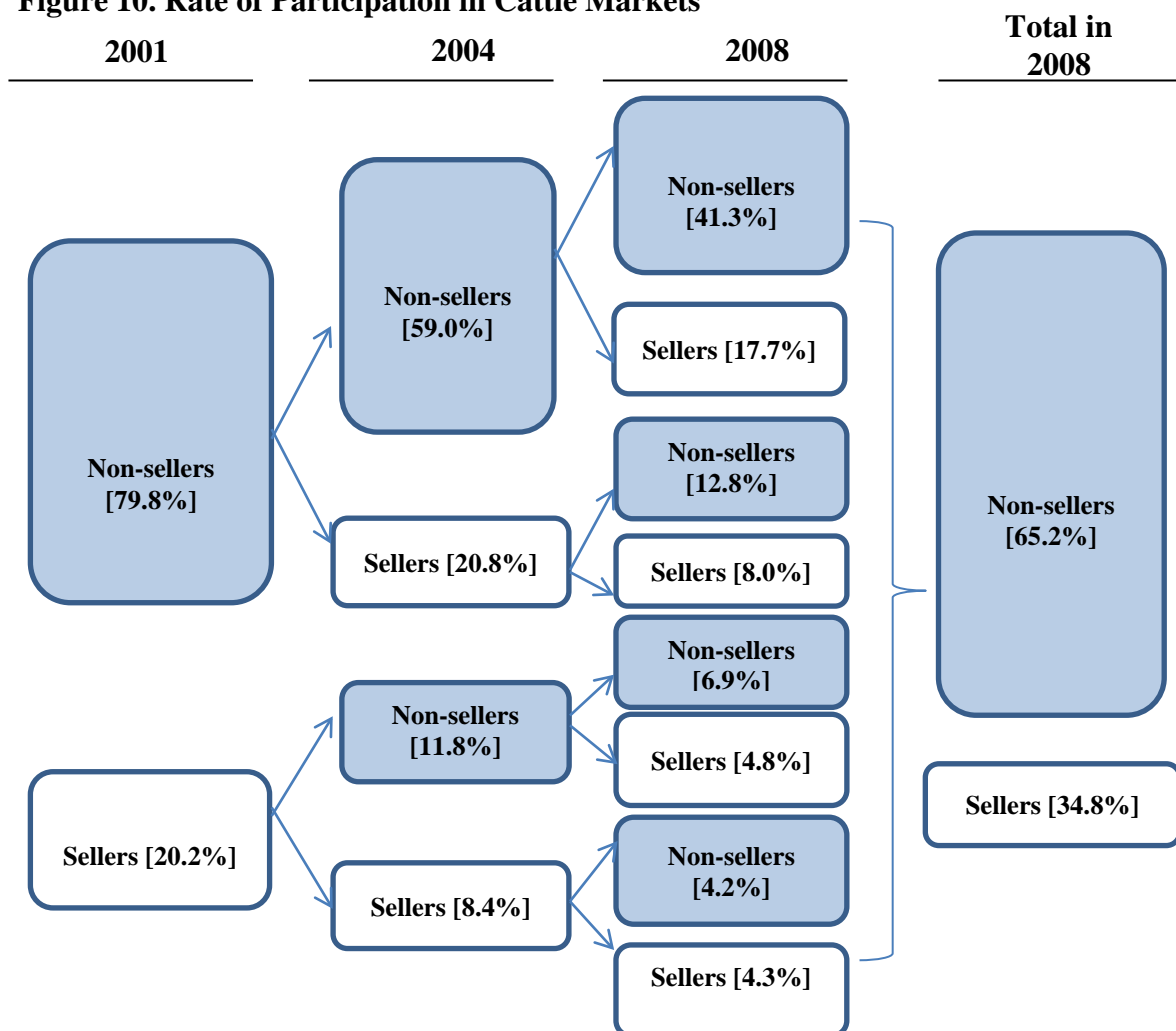 Figure 10. Rate of Participation in Cattle Markets
2001
2004
2008
Total in
2008
Non-sellers
[79.8%]
Sellers [20.2%]
Non-sellers
[59.0%]
Sellers [20.8%]
Non-sellers
[11.8%]
Sellers [8.4%]
Non-sellers
[41.3%]
Sellers [17.7%]
Non-sellers
[12.8%]
Sellers [8.0%]
Non-sellers
[6.9%]
Sellers [4.8%]
Non-sellers
[4.2%]
Sellers [4.3%]
Non-sellers
[65.2%]
Sellers [34.8%]